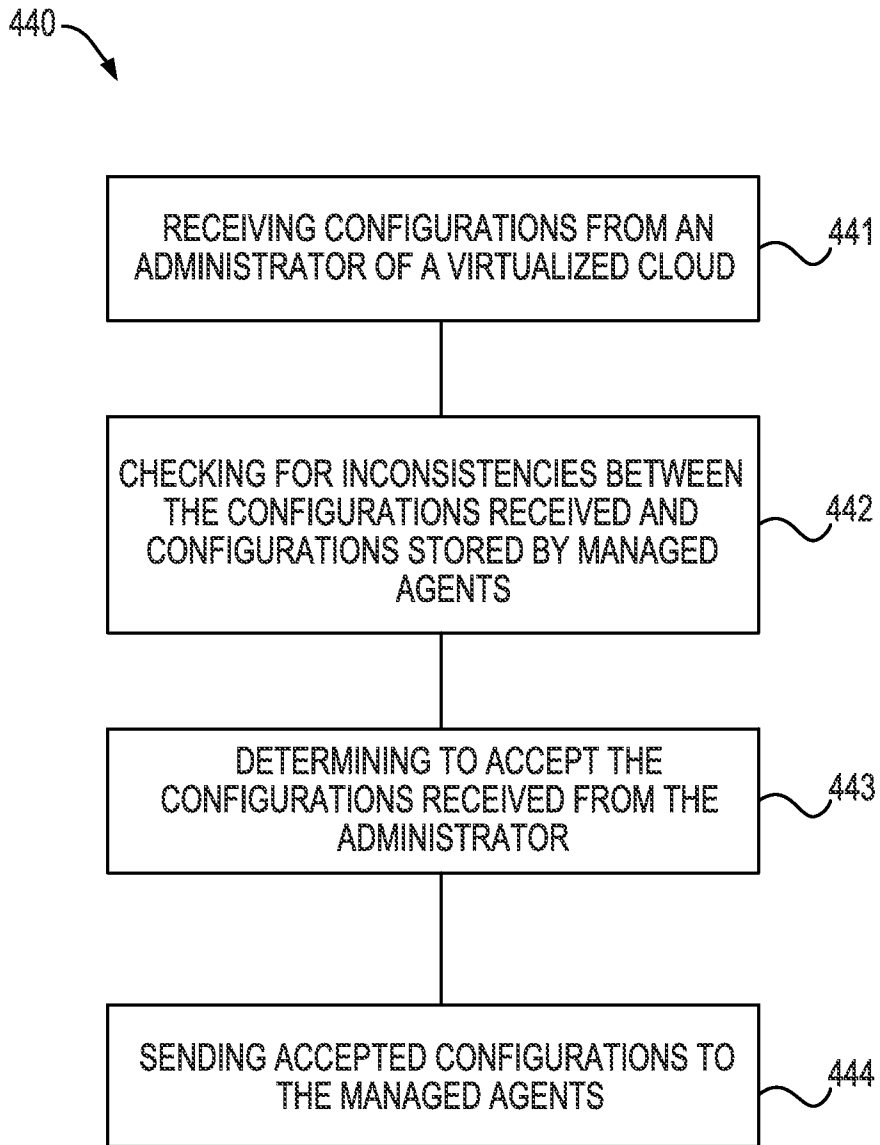 440
RECEIVING CONFIGURATIONS FROM AN
ADMINISTRATOR OF A VIRTUALIZED CLOUD
441
CHECKING FOR INCONSISTENCIES BETWEEN
THE CONFIGURATIONS RECEIVED AND
CONFIGURATIONS STORED BY MANAGED
AGENTS
442
DETERMINING TO ACCEPT THE
CONFIGURATIONS RECEIVED FROM THE
ADMINISTRATOR
443
SENDING ACCEPTED CONFIGURATIONS TO
THE MANAGED AGENTS
444